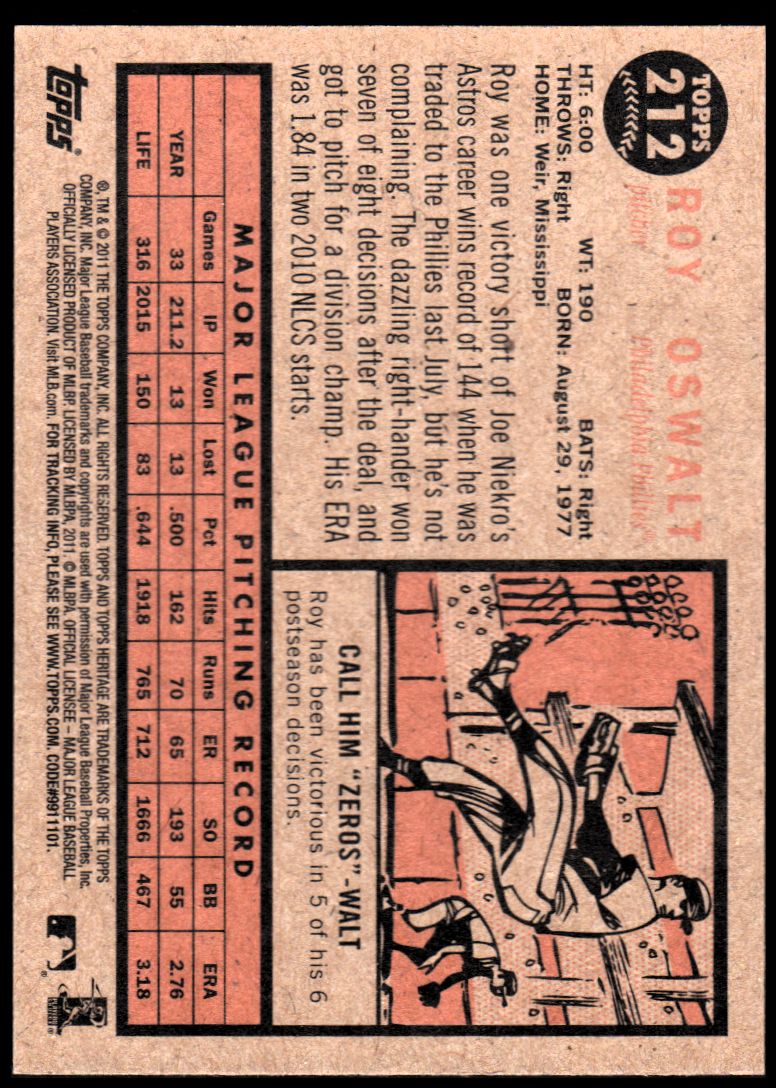 TOPPS
212
ROY OSWALT
pitcher Philadelphia Phillies®
HT: 6:00 WT: 190 BATS: Right
THROWS: Right BORN: August 29, 1977
HOME: Weir, Mississippi
Roy was one victory short of Joe Niekro's
Astros career wins record of 144 when he was
traded to the Phillies last July, but he's not
complaining. The dazzling right-hander won
seven of eight decisions after the deal, and
got to pitch for a division champ. His ERA
was 1.84 in two 2010 NLCS starts.
CALL HIM "ZEROS"-WALT
Roy has been victorious in 5 of his 6
postseason decisions.
MAJOR LEAGUE PITCHING RECORD
Games IP Won Lost Pct Hits Runs ER SO BB ERA
YEAR 33 211.2 13 13 .500 162 70 65 193 55 2.76
LIFE 316 2015 150 83 .644 1918 765 712 1666 467 3.18
topps®
®, TM & © 2011 THE TOPPS COMPANY, INC. ALL RIGHTS RESERVED. TOPPS AND TOPPS HERITAGE ARE TRADEMARKS OF THE TOPPS
COMPANY, INC. Major League Baseball trademarks and copyrights are used with permission of Major League Baseball Properties, Inc.
OFFICIALLY LICENSED PRODUCT OF MLBP. LICENSED BY MLBPA, 2011. © MLBPA. OFFICIAL LICENSEE – MAJOR LEAGUE BASEBALL
PLAYERS ASSOCIATION. Visit MLB.com. FOR TRACKING INFO, PLEASE SEE WWW.TOPPS.COM. CODE#9911101.